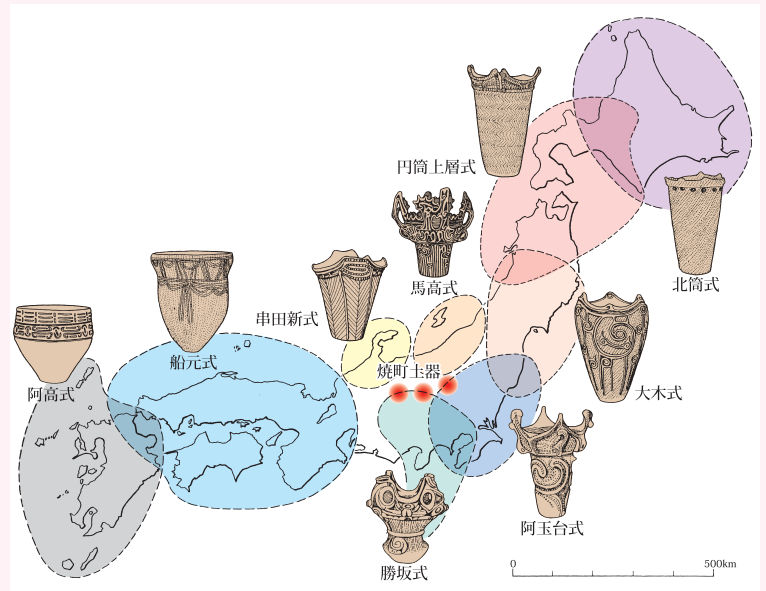 円筒上層式
北筒式
馬高式
串田新式
船元式
阿高式
焼町土器
大木式
阿玉台式
勝坂式
0
500km